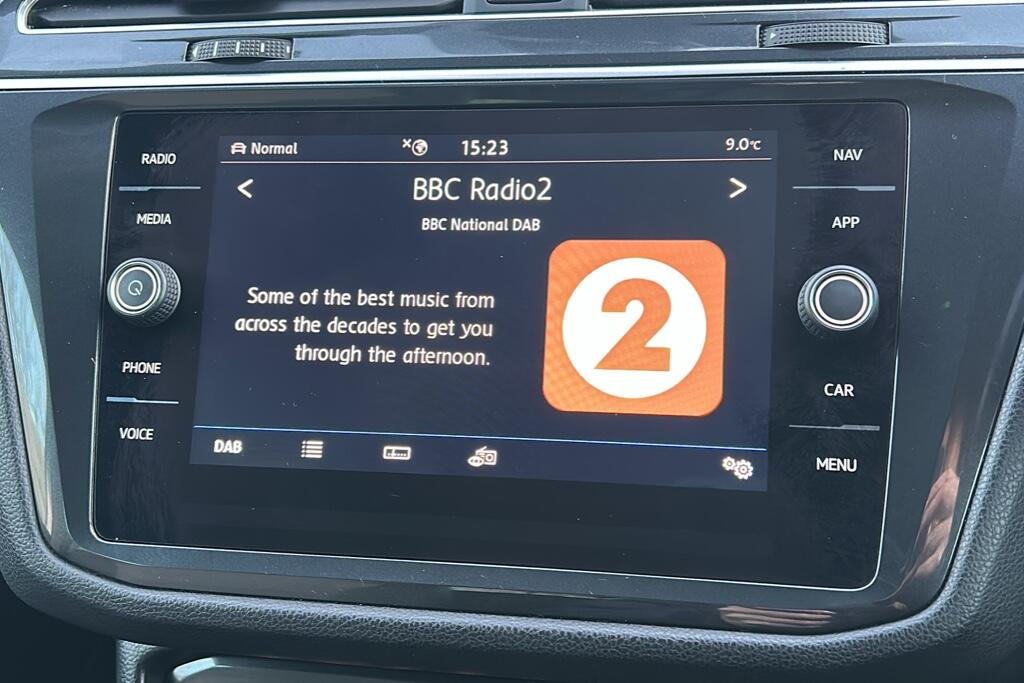 RADIO
MEDIA
PHONE
VOICE
Normal 15:23 9.0°C
< BBC Radio2 >
BBC National DAB
Some of the best music from
across the decades to get you
through the afternoon.
2
DAB
NAV
APP
CAR
MENU